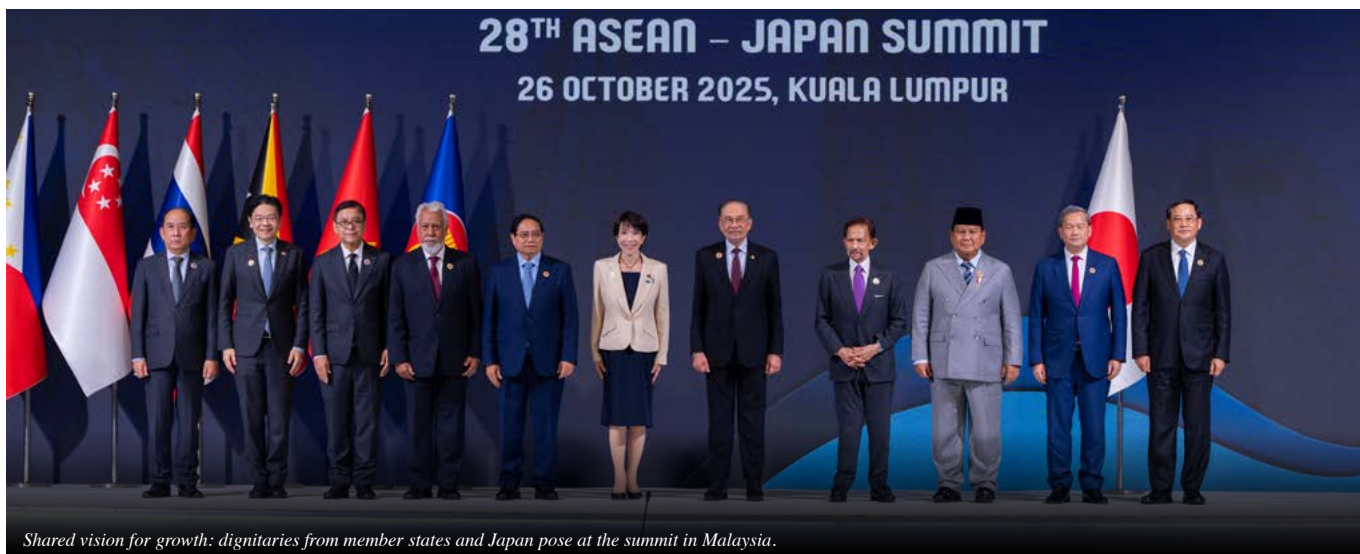 28TH ASEAN – JAPAN SUMMIT
26 OCTOBER 2025, KUALA LUMPUR
Shared vision for growth: dignitaries from member states and Japan pose at the summit in Malaysia.